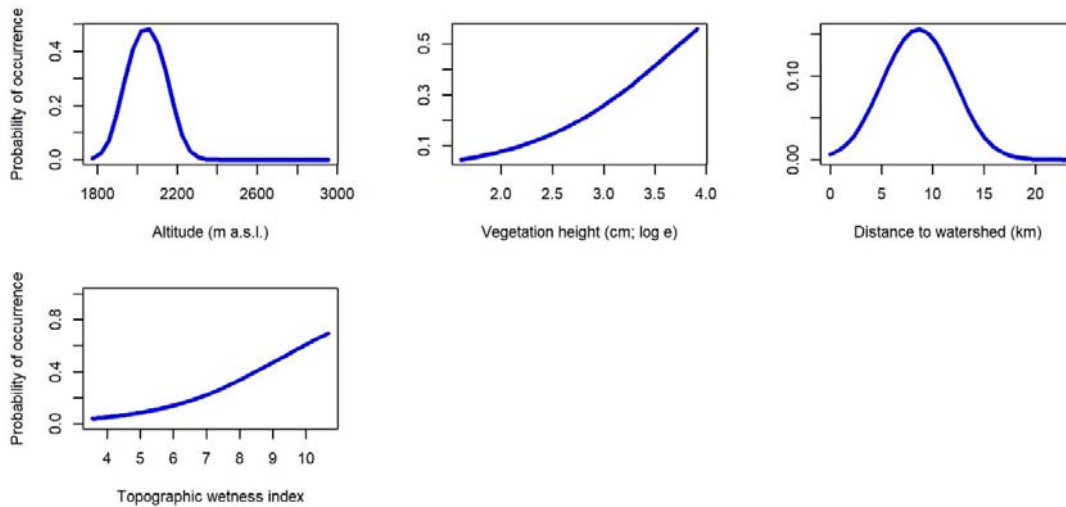 Probability of occurrence
0.0 0.2 0.4
1800 2200 2600 3000
Altitude (m a.s.l.)
0.1 0.3 0.5
2.0 2.5 3.0 3.5 4.0
Vegetation height (cm; log e)
0.00 0.10
0 5 10 15 20
Distance to watershed (km)
Probability of occurrence
0.0 0.4 0.8
4 5 6 7 8 9 10
Topographic wetness index